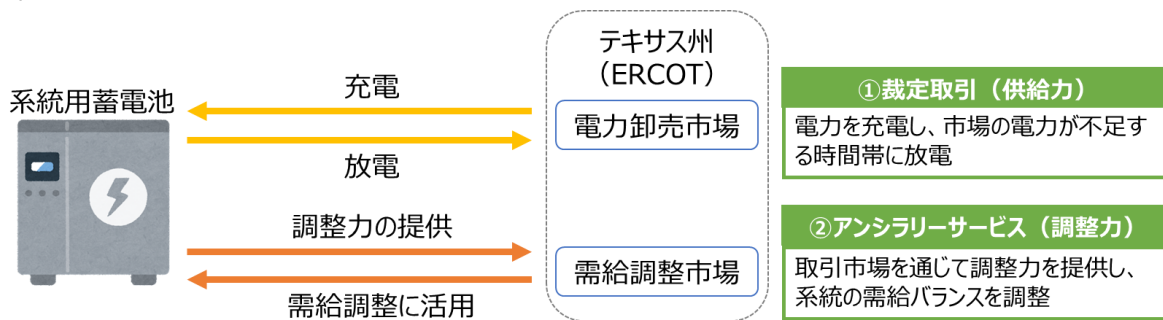 系統用蓄電池
充電
放電
調整力の提供
需給調整に活用
テキサス州
（ERCOT）
電力卸売市場
需給調整市場
①裁定取引（供給力）
電力を充電し、市場の電力が不足す
る時間帯に放電
②アンシラリーサービス（調整力）
取引市場を通じて調整力を提供し、
系統の需給バランスを調整